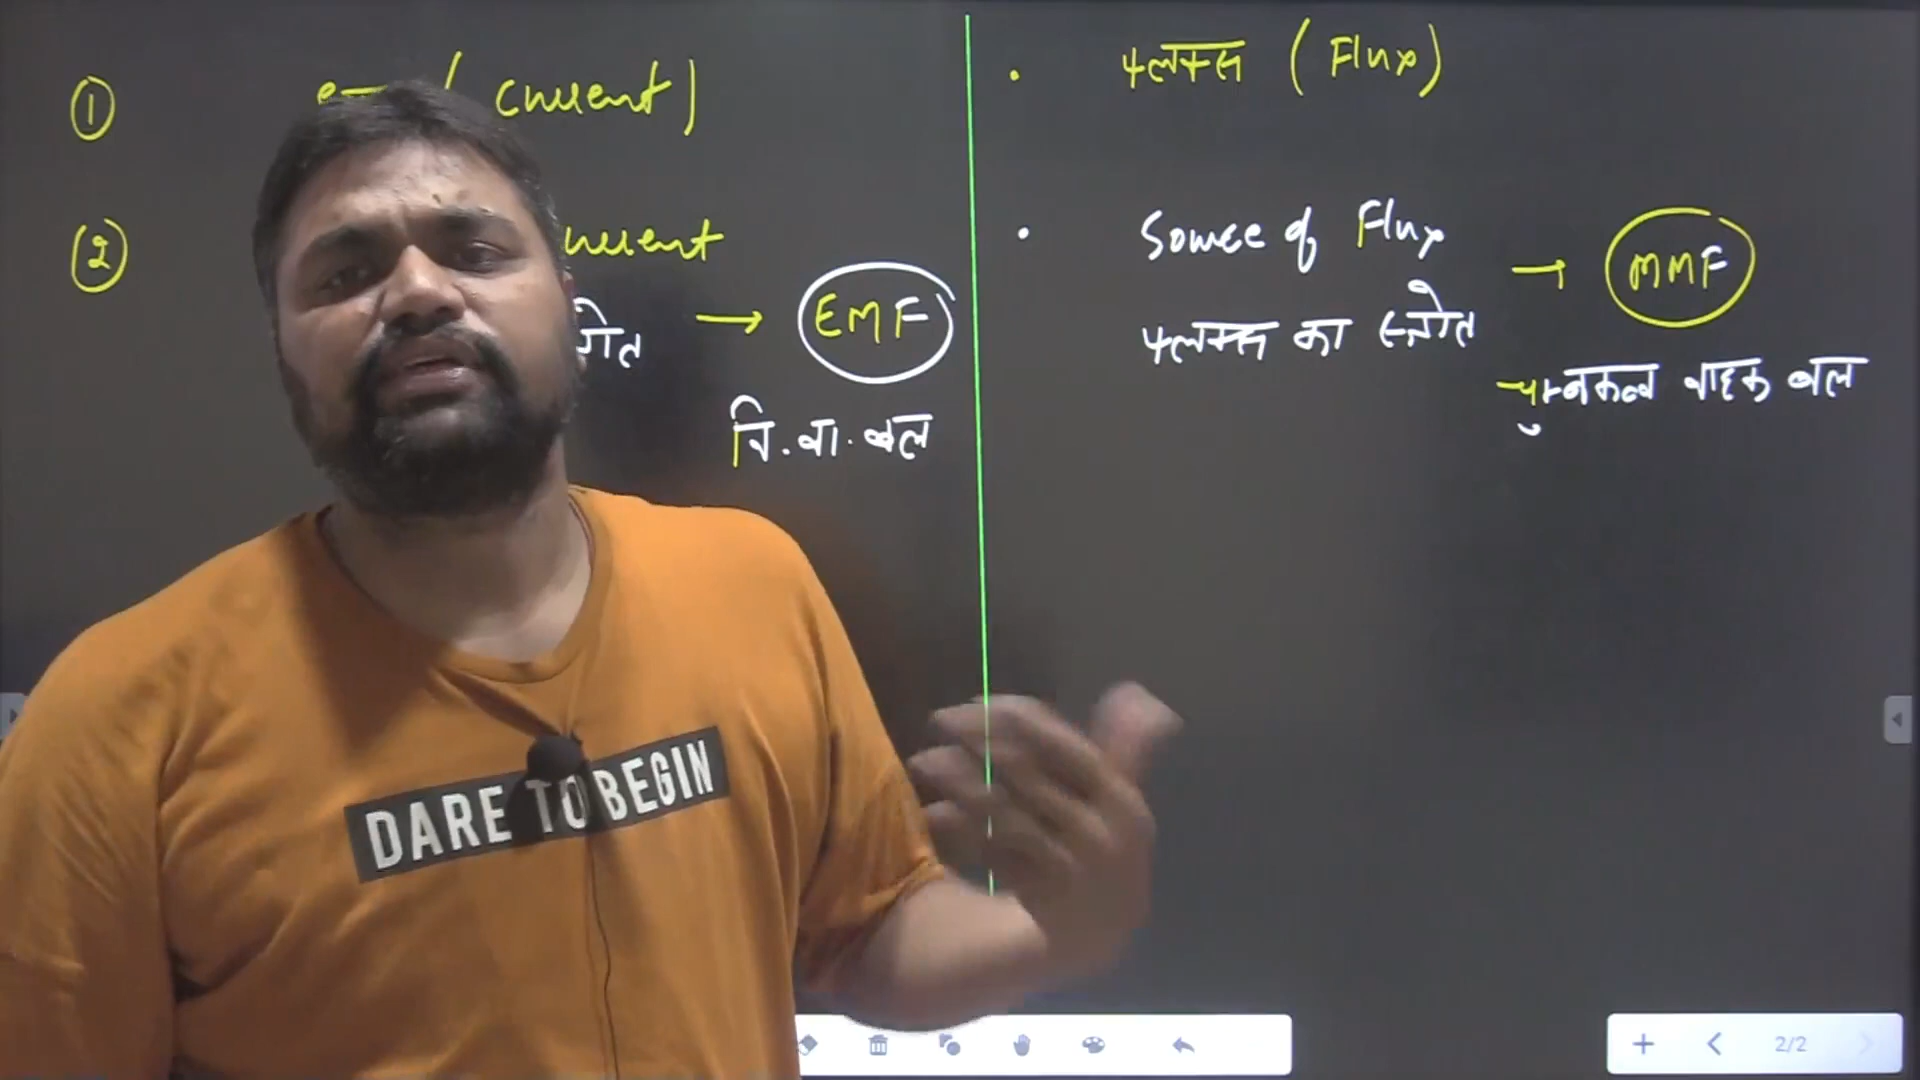 ① ( current )
② current
→ EMF
वि. वा. बल
• फ्लक्स ( Flux )
• Source of Flux
→ MMF
फ्लक्स का स्त्रोत
चुम्बकत्व वाहक बल
DARE TO BEGIN
2/2